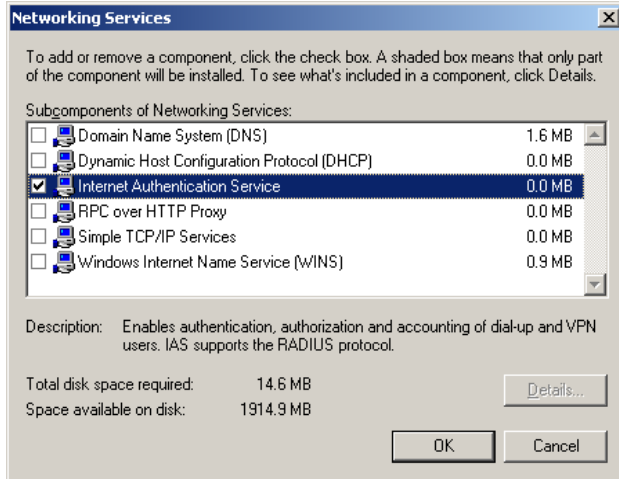 Networking Services
To add or remove a component, click the check box. A shaded box means that only part
of the component will be installed. To see what's included in a component, click Details.
Subcomponents of Networking Services:
Domain Name System (DNS) 1.6 MB
Dynamic Host Configuration Protocol (DHCP) 0.0 MB
Internet Authentication Service 0.0 MB
RPC over HTTP Proxy 0.0 MB
Simple TCP/IP Services 0.0 MB
Windows Internet Name Service (WINS) 0.9 MB
Description: Enables authentication, authorization and accounting of dial-up and VPN
users. IAS supports the RADIUS protocol.
Total disk space required: 14.6 MB
Details...
Space available on disk: 1914.9 MB
OK Cancel